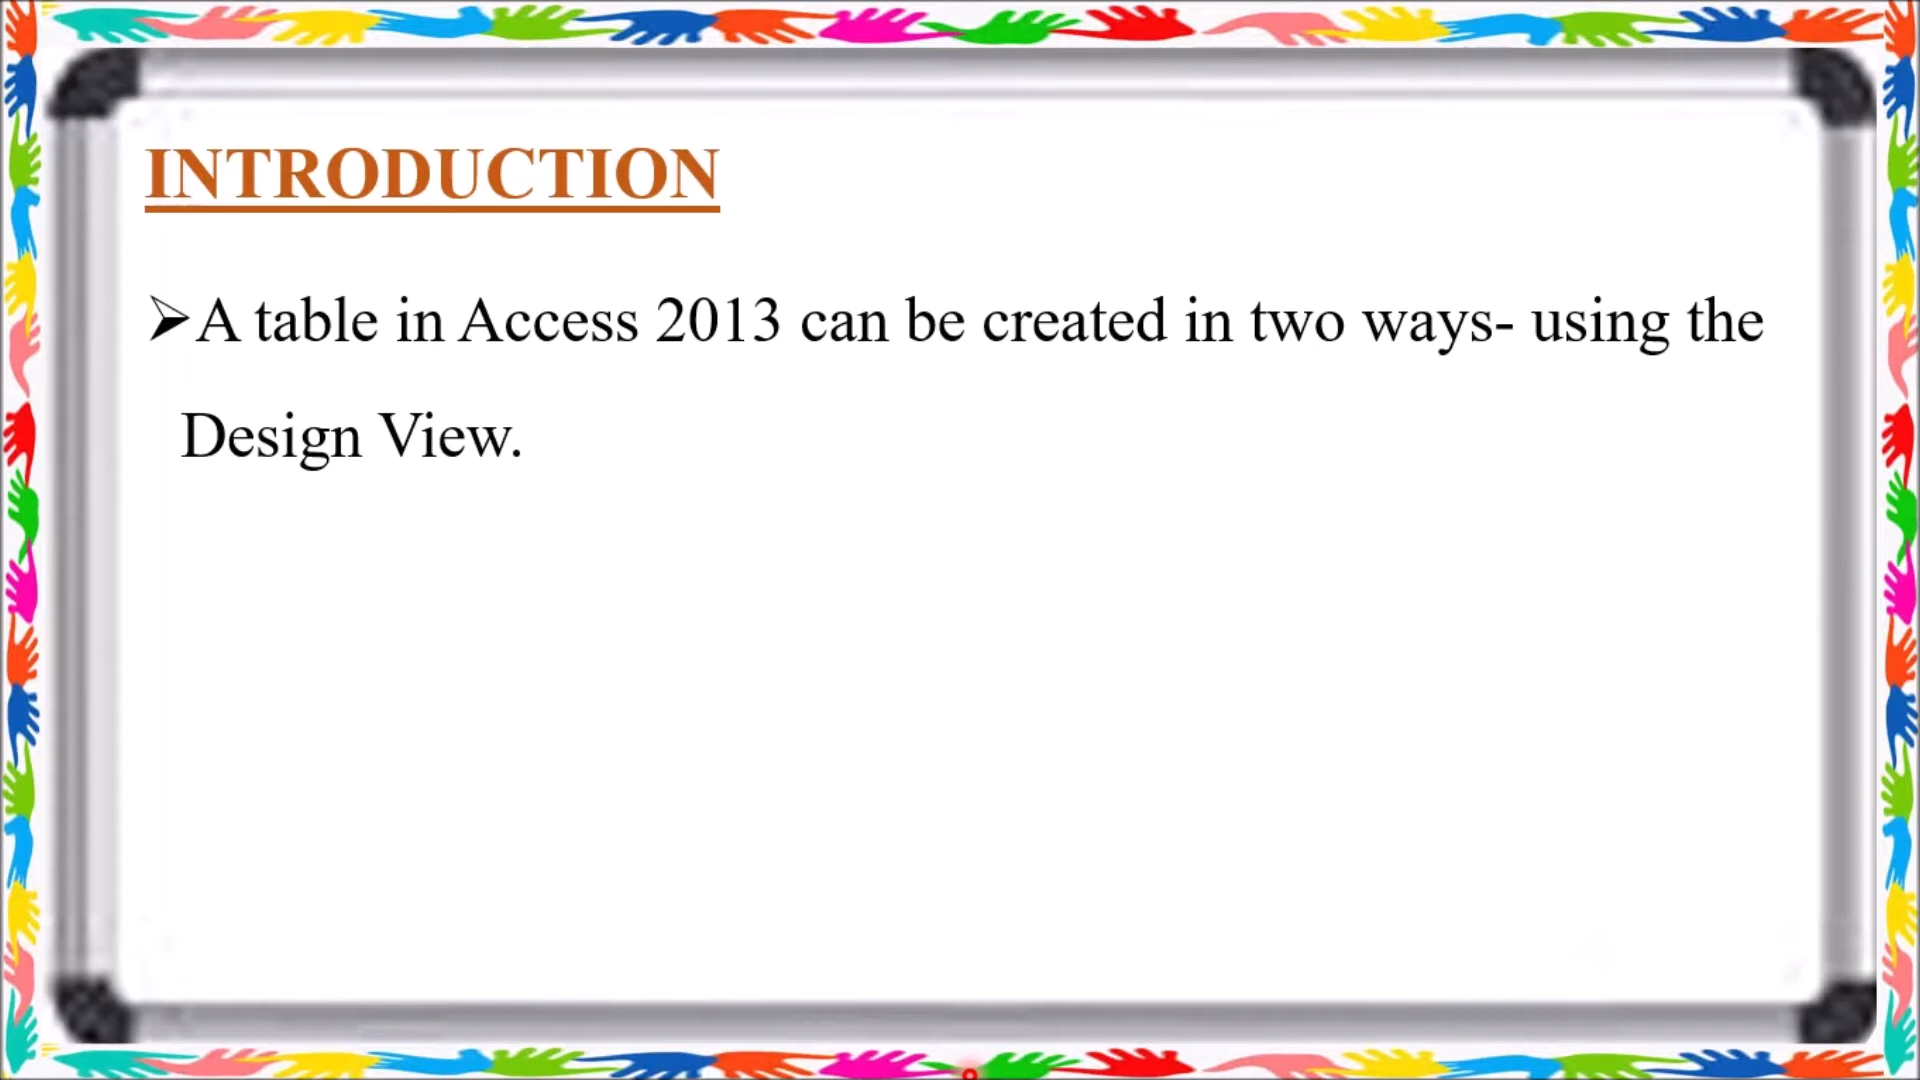 INTRODUCTION
➢A table in Access 2013 can be created in two ways- using the
Design View.